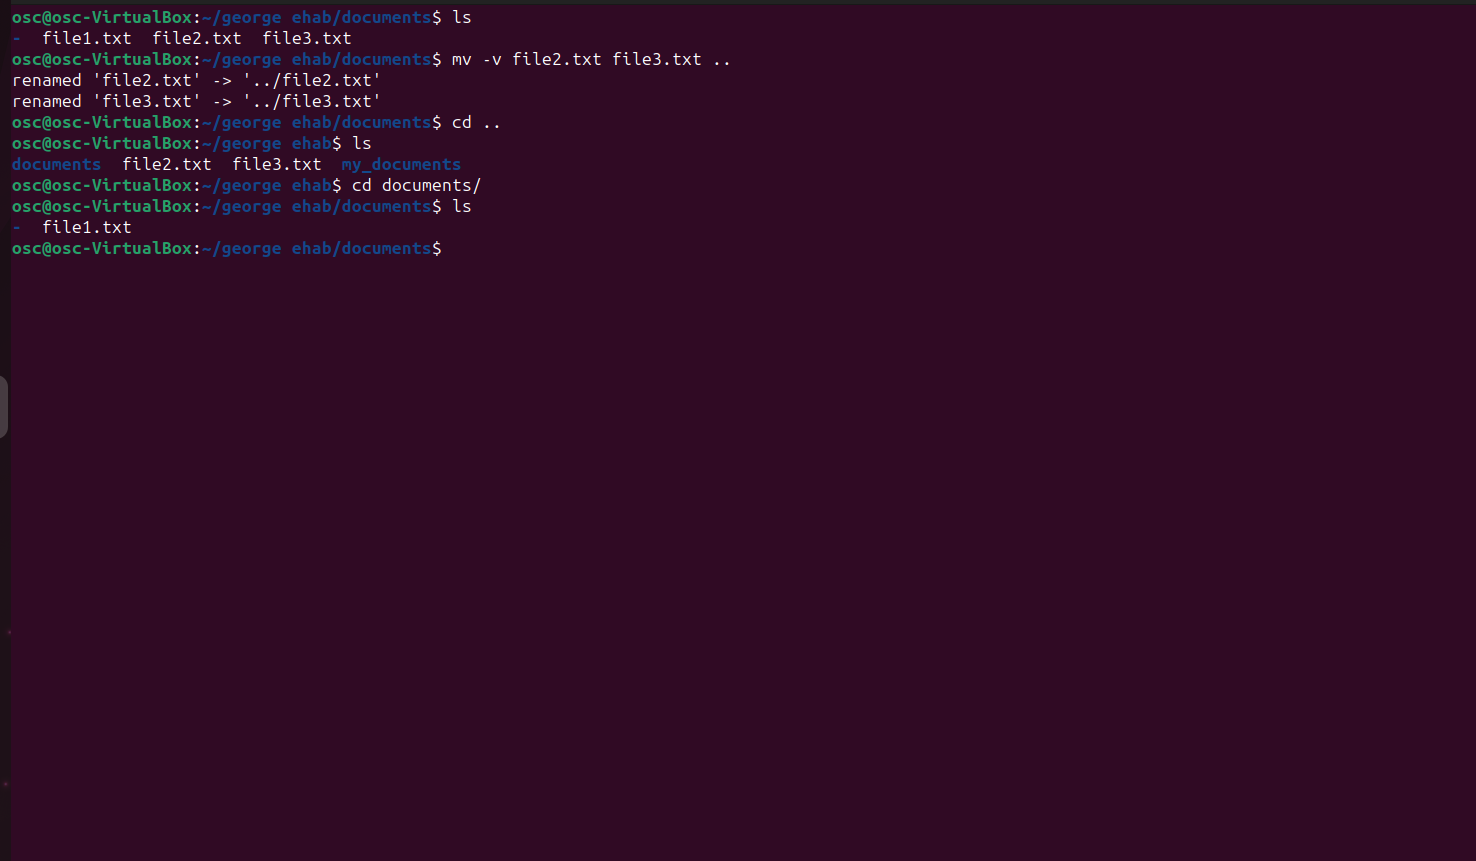 osc@osc-VirtualBox:~/george ehab/documents$ ls
-  file1.txt  file2.txt  file3.txt
osc@osc-VirtualBox:~/george ehab/documents$ mv -v file2.txt file3.txt ..
renamed 'file2.txt' -> '../file2.txt'
renamed 'file3.txt' -> '../file3.txt'
osc@osc-VirtualBox:~/george ehab/documents$ cd ..
osc@osc-VirtualBox:~/george ehab$ ls
documents  file2.txt  file3.txt  my_documents
osc@osc-VirtualBox:~/george ehab$ cd documents/
osc@osc-VirtualBox:~/george ehab/documents$ ls
-  file1.txt
osc@osc-VirtualBox:~/george ehab/documents$